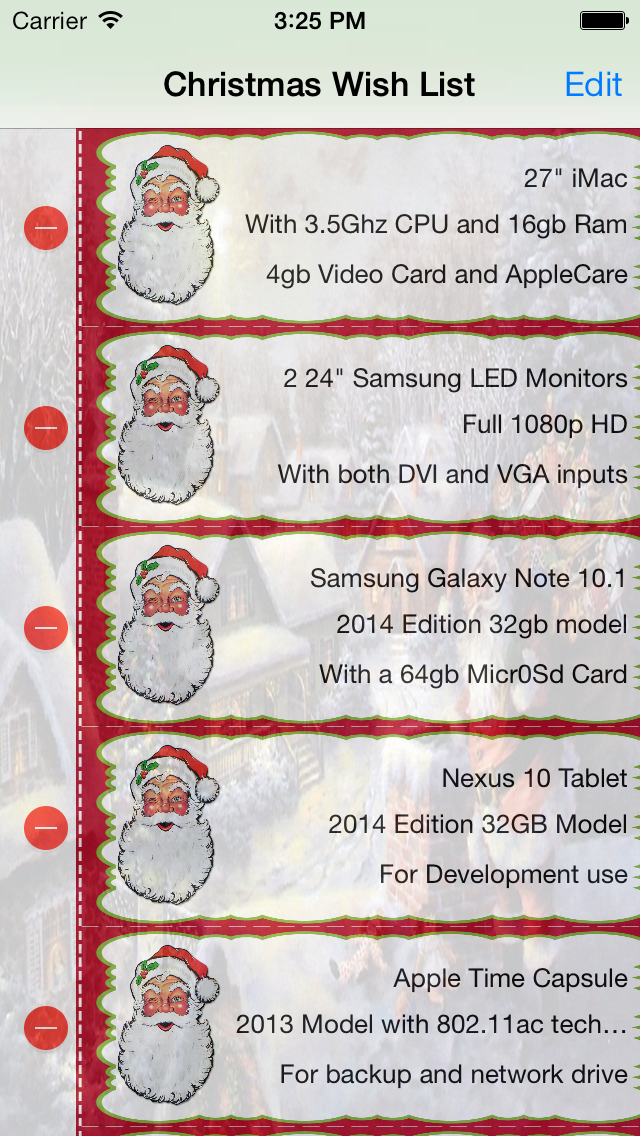 Carrier 3:25 PM
Christmas Wish List Edit
27" iMac
With 3.5Ghz CPU and 16gb Ram
4gb Video Card and AppleCare
2 24" Samsung LED Monitors
Full 1080p HD
With both DVI and VGA inputs
Samsung Galaxy Note 10.1
2014 Edition 32gb model
With a 64gb Micr0Sd Card
Nexus 10 Tablet
2014 Edition 32GB Model
For Development use
Apple Time Capsule
2013 Model with 802.11ac tech…
For backup and network drive